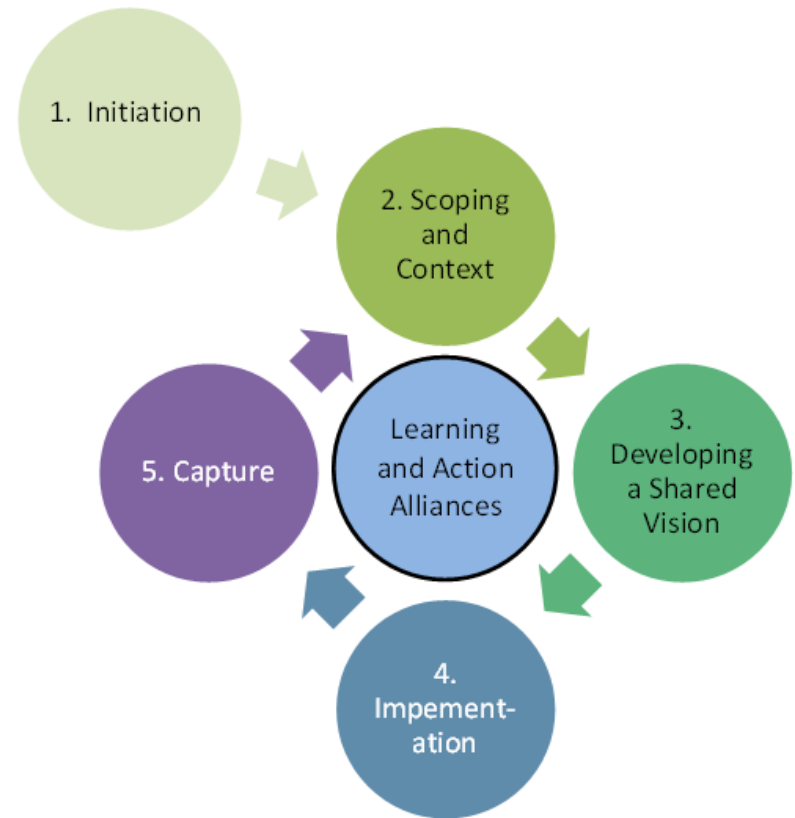 1. Initiation
2. Scoping
and
Context
3.
Developing
a Shared
Vision
4.
Impement-
ation
5. Capture
Learning
and Action
Alliances